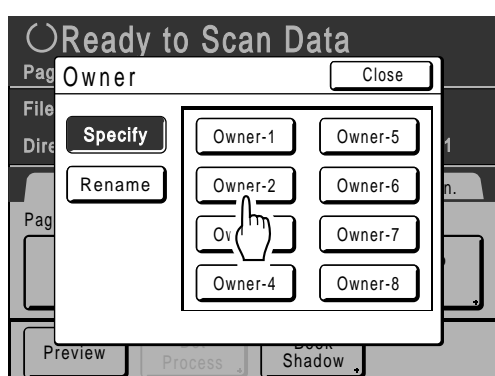 Ready to Scan Data
Pag
Owner
Close
File
Dire
1
Specify
Owner-1
Owner-5
Rename
Owner-2
Owner-6
n.
Pag
Owner-7
Owner-4
Owner-8
Preview
Process
Shadow